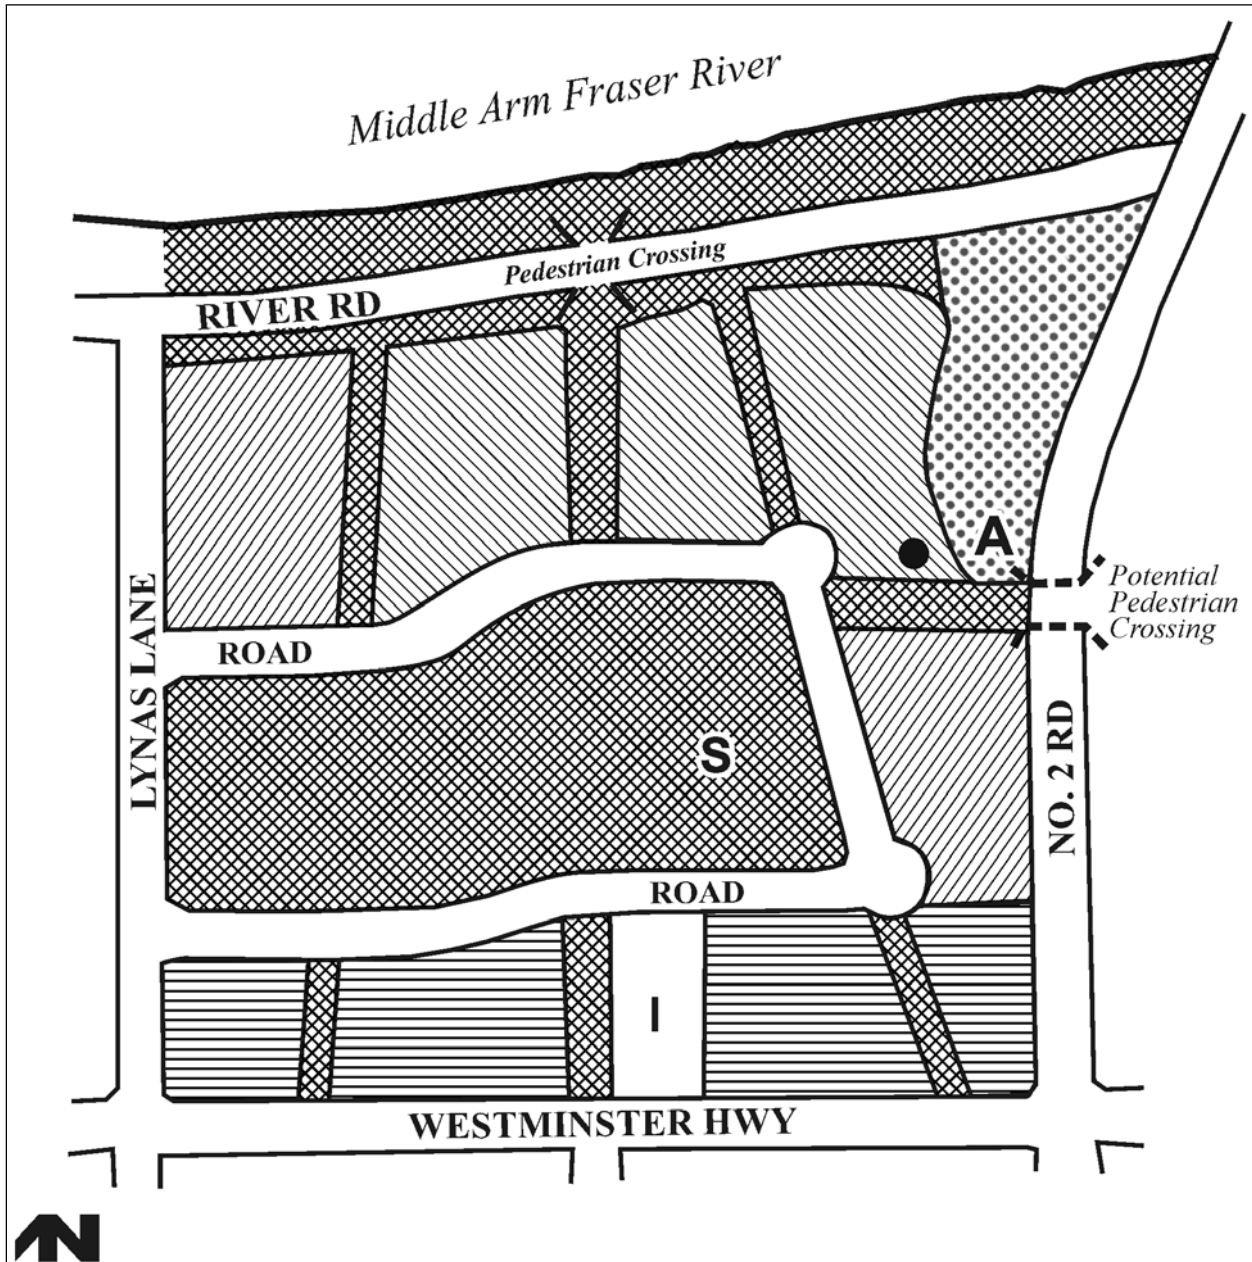 Middle Arm Fraser River
Pedestrian Crossing
RIVER RD
A
Potential
Pedestrian
Crossing
ROAD
LYNAS LANE
S
NO. 2 RD
ROAD
I
WESTMINSTER HWY
N